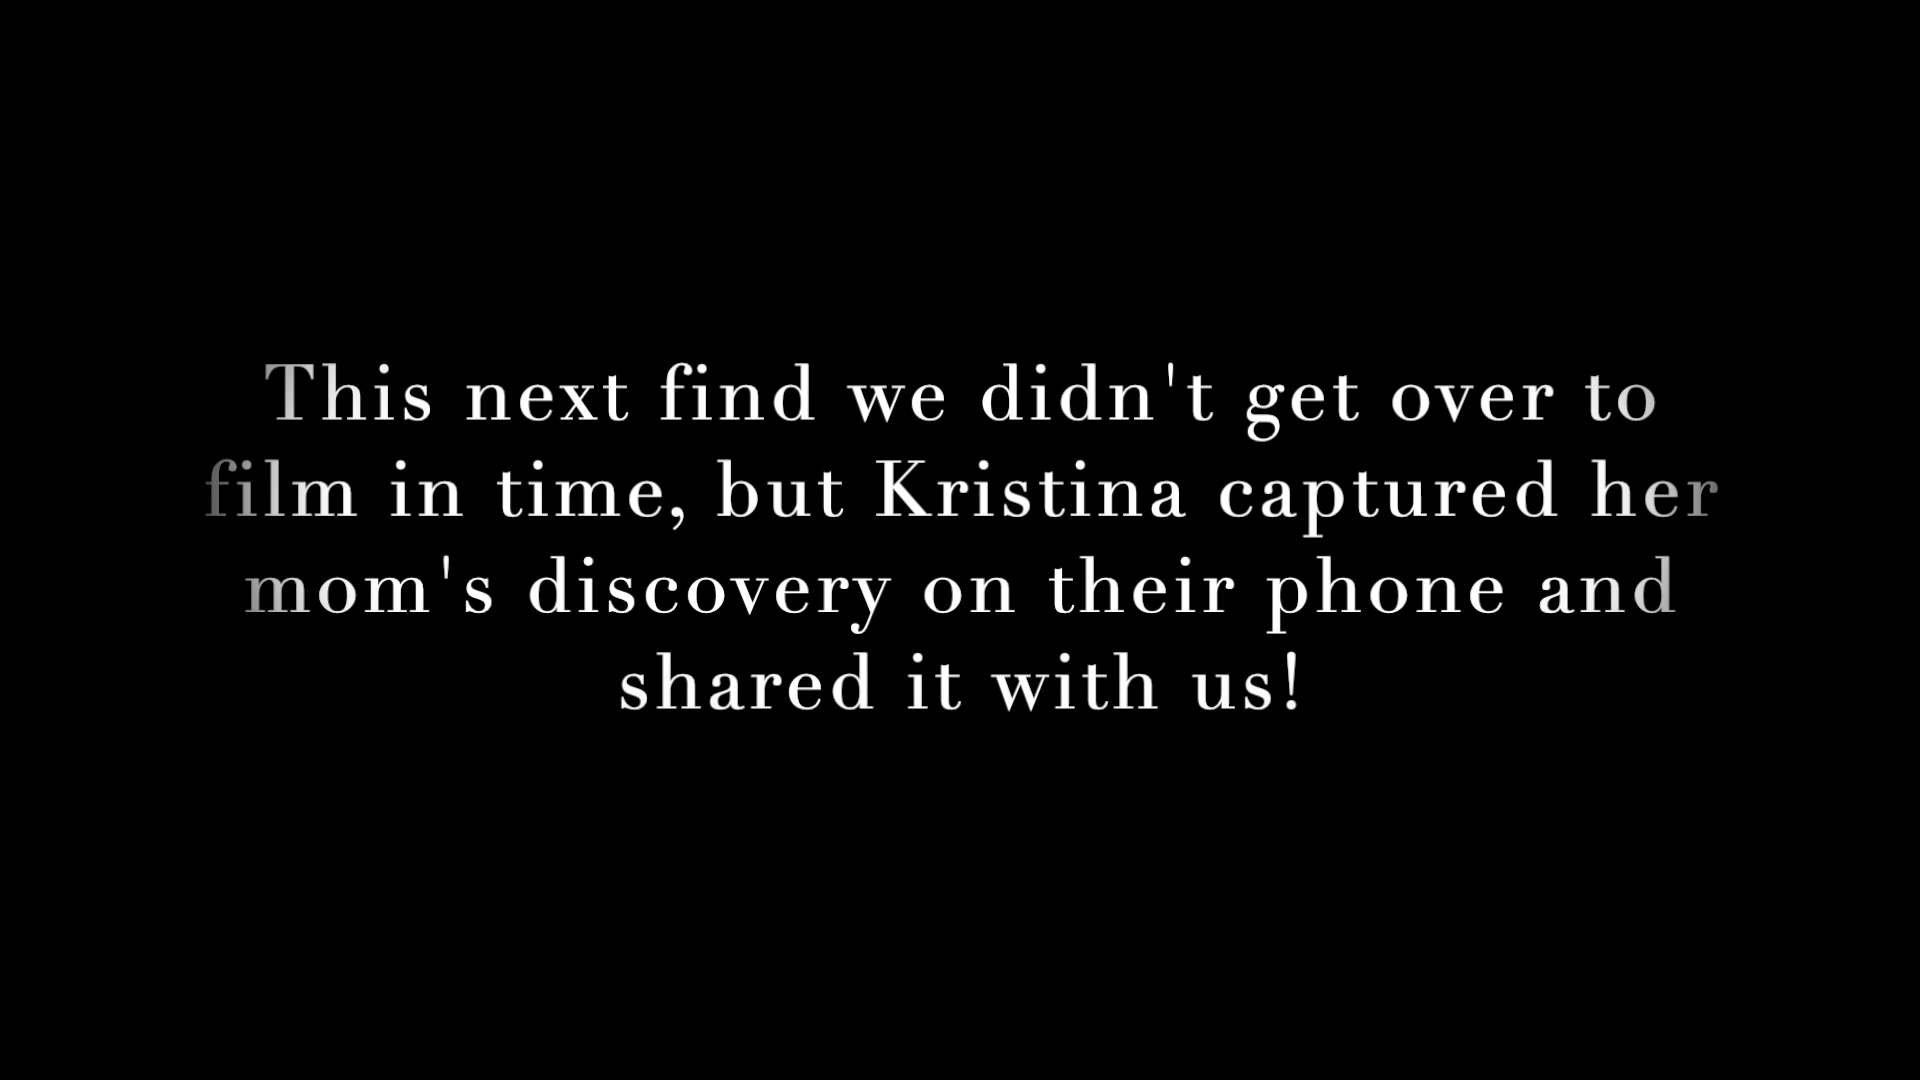 This next find we didn't get over to
film in time, but Kristina captured her
mom's discovery on their phone and
shared it with us!